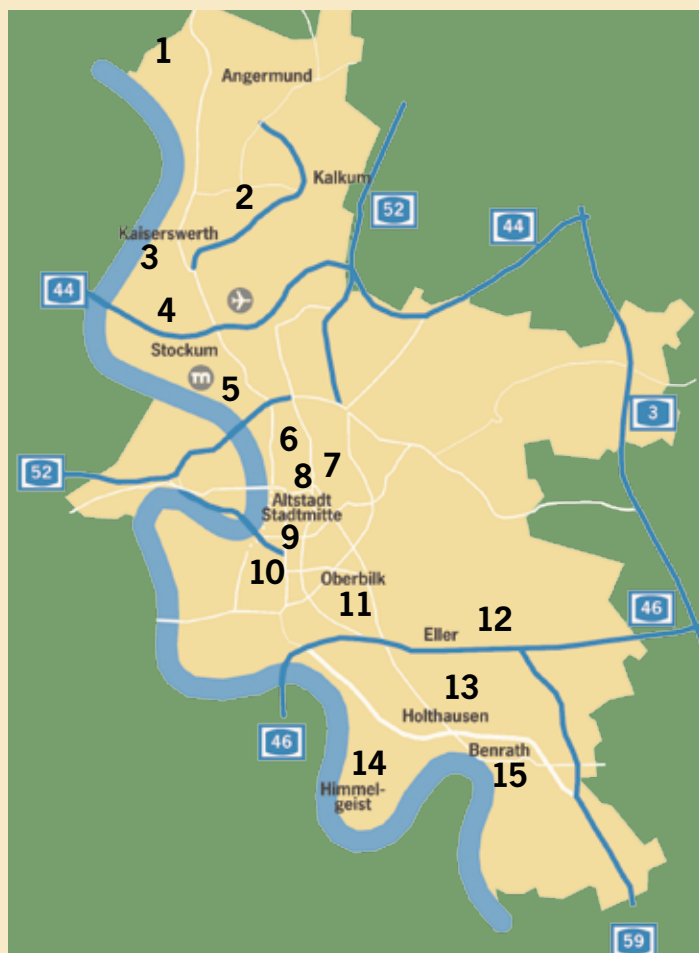 1
Angermund
Kalkum
2
52
44
Kaiserswerth
3
44
4
Stockum
m
5
3
6
7
52
8
Altstadt
Stadtmitte
9
10
Oberbilk
11
46
12
Eller
13
Holthausen
46
Benrath
14
15
Himmel-
geist
59